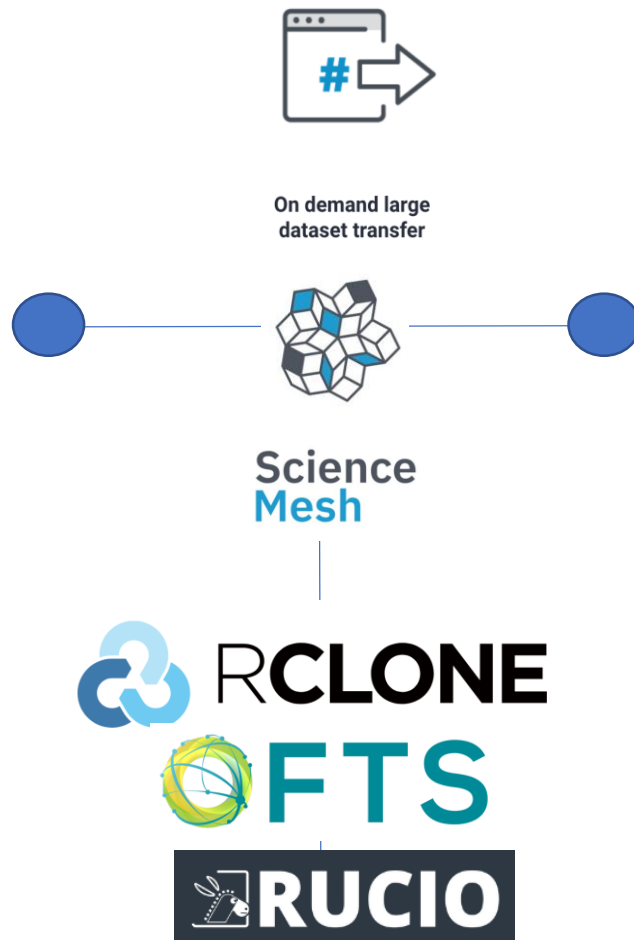 #
On demand large
dataset transfer
Science
Mesh
RCLONE
FTS
RUCIO